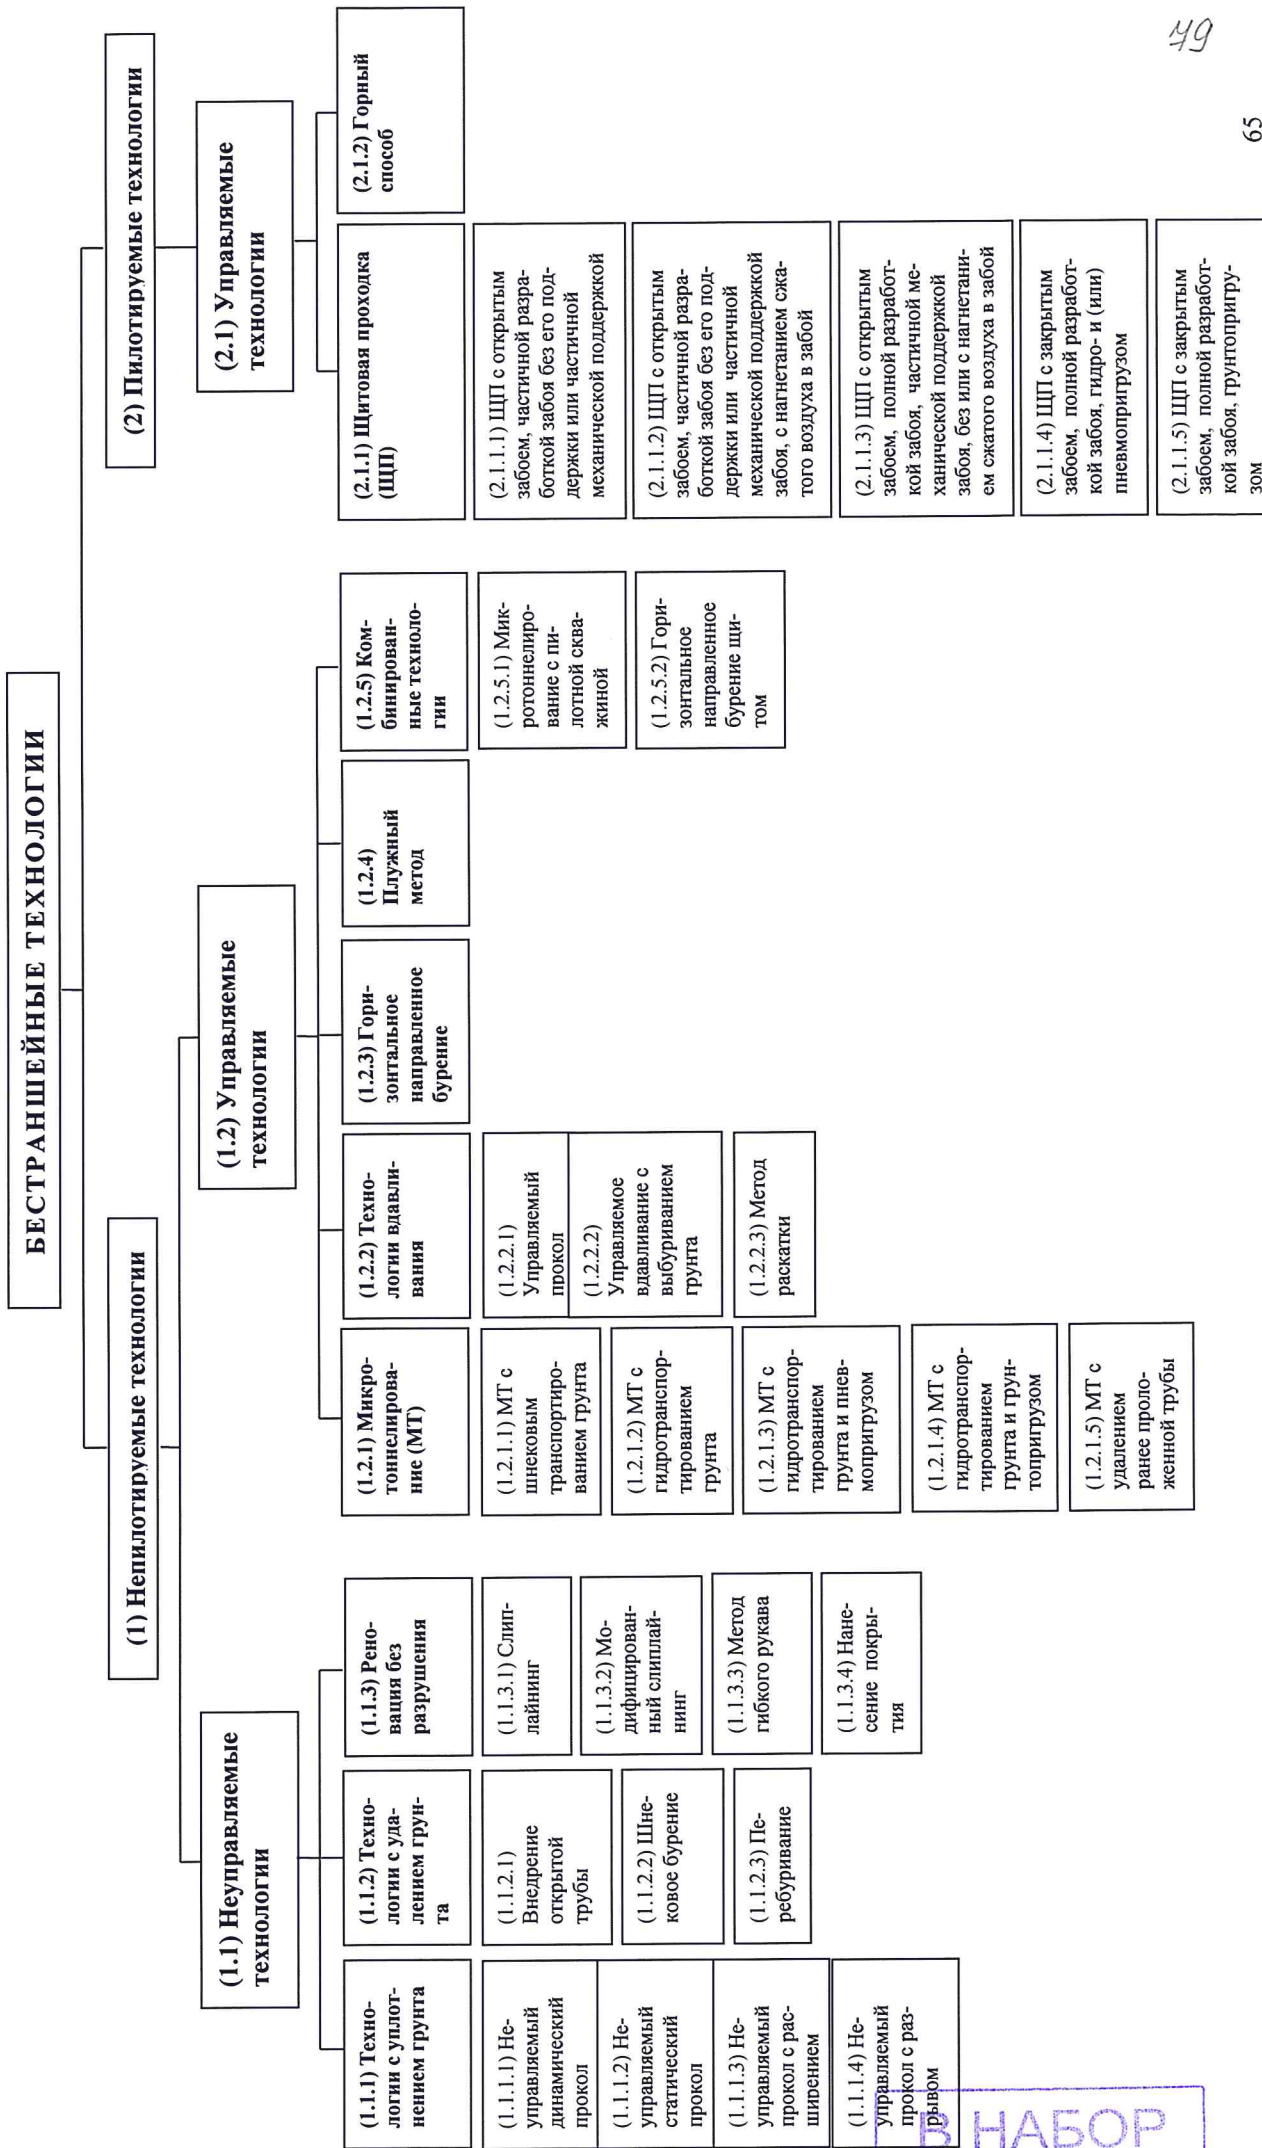 БЕСТРАНШЕЙНЫЕ ТЕХНОЛОГИИ
(1) Непилотируемые технологии
(1.1) Неуправляемые
технологии
(1.1.1) Техно-
логии с уплот-
нением грунта
(1.1.1.1) Не-
управляемый
динамический
прокол
(1.1.1.2) Не-
управляемый
статический
прокол
(1.1.1.3) Не-
управляемый
прокол с рас-
ширением
(1.1.1.4) Не-
управляемый
прокол с раз-
рывом
(1.1.2) Техно-
логии с уда-
лением грун-
та
(1.1.2.1)
Внедрение
открытой
трубы
(1.1.2.2) Шне-
ковое бурение
(1.1.2.3) Пе-
ребуривание
(1.1.3) Рено-
вация без
разрушения
(1.1.3.1) Слип-
лайнинг
(1.1.3.2) Мо-
дифицирован-
ный слиплай-
нинг
(1.1.3.3) Метод
гибкого рукава
(1.1.3.4) Нане-
сение покры-
тия
(1.2) Управляемые
технологии
(1.2.1) Микро-
тоннелирова-
ние (МТ)
(1.2.1.1) МТ с
шнековым
транспортиро-
ванием грунта
(1.2.1.2) МТ с
гидротранспор-
тированием
грунта
(1.2.1.3) МТ с
гидротранспор-
тированием
грунта и пнев-
мопригрузом
(1.2.1.4) МТ с
гидротранспор-
тированием
грунта и грун-
топригрузом
(1.2.1.5) МТ с
удалением
ранее проло-
женной трубы
(1.2.2) Техно-
логии вдавли-
вания
(1.2.2.1)
Управляемый
прокол
(1.2.2.2)
Управляемое
вдавливание с
выбуриванием
грунта
(1.2.2.3) Метод
раскатки
(1.2.3) Гори-
зонтальное
направленное
бурение
(1.2.4)
Плужный
метод
(1.2.5) Ком-
бинирован-
ные техноло-
гии
(1.2.5.1) Мик-
ротоннелиро-
вание с пи-
лотной сква-
жиной
(1.2.5.2) Гори-
зонтальное
направленное
бурение щи-
том
(2) Пилотируемые технологии
(2.1) Управляемые
технологии
(2.1.1) Щитовая проходка
(ЩП)
(2.1.1.1) ЩП с открытым
забоем, частичной разра-
боткой забоя без его под-
держки или частичной
механической поддержкой
(2.1.1.2) ЩП с открытым
забоем, частичной разра-
боткой забоя без его под-
держки или частичной
механической поддержкой
забоя, с нагнетанием сжа-
того воздуха в забой
(2.1.1.3) ЩП с открытым
забоем, полной разработ-
кой забоя, частичной ме-
ханической поддержкой
забоя, без или с нагнетани-
ем сжатого воздуха в забой
(2.1.1.4) ЩП с закрытым
забоем, полной разработ-
кой забоя, гидро- и (или)
пневмопригрузом
(2.1.1.5) ЩП с закрытым
забоем, полной разработ-
кой забоя, грунтопригру-
зом
(2.1.2) Горный
способ
79
65
В НАБОР